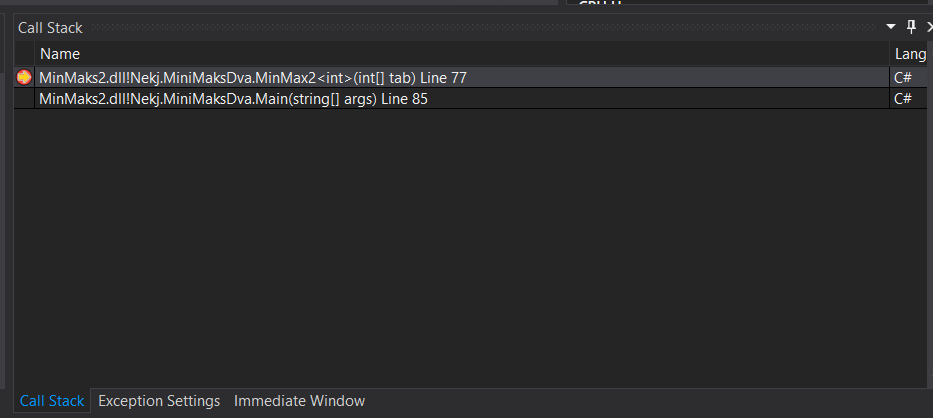 Call Stack
Name
Lang
MinMaks2.dll!Nekj.MiniMaksDva.MinMax2<int>(int[] tab) Line 77
C#
MinMaks2.dll!Nekj.MiniMaksDva.Main(string[] args) Line 85
C#
Call Stack
Exception Settings
Immediate Window